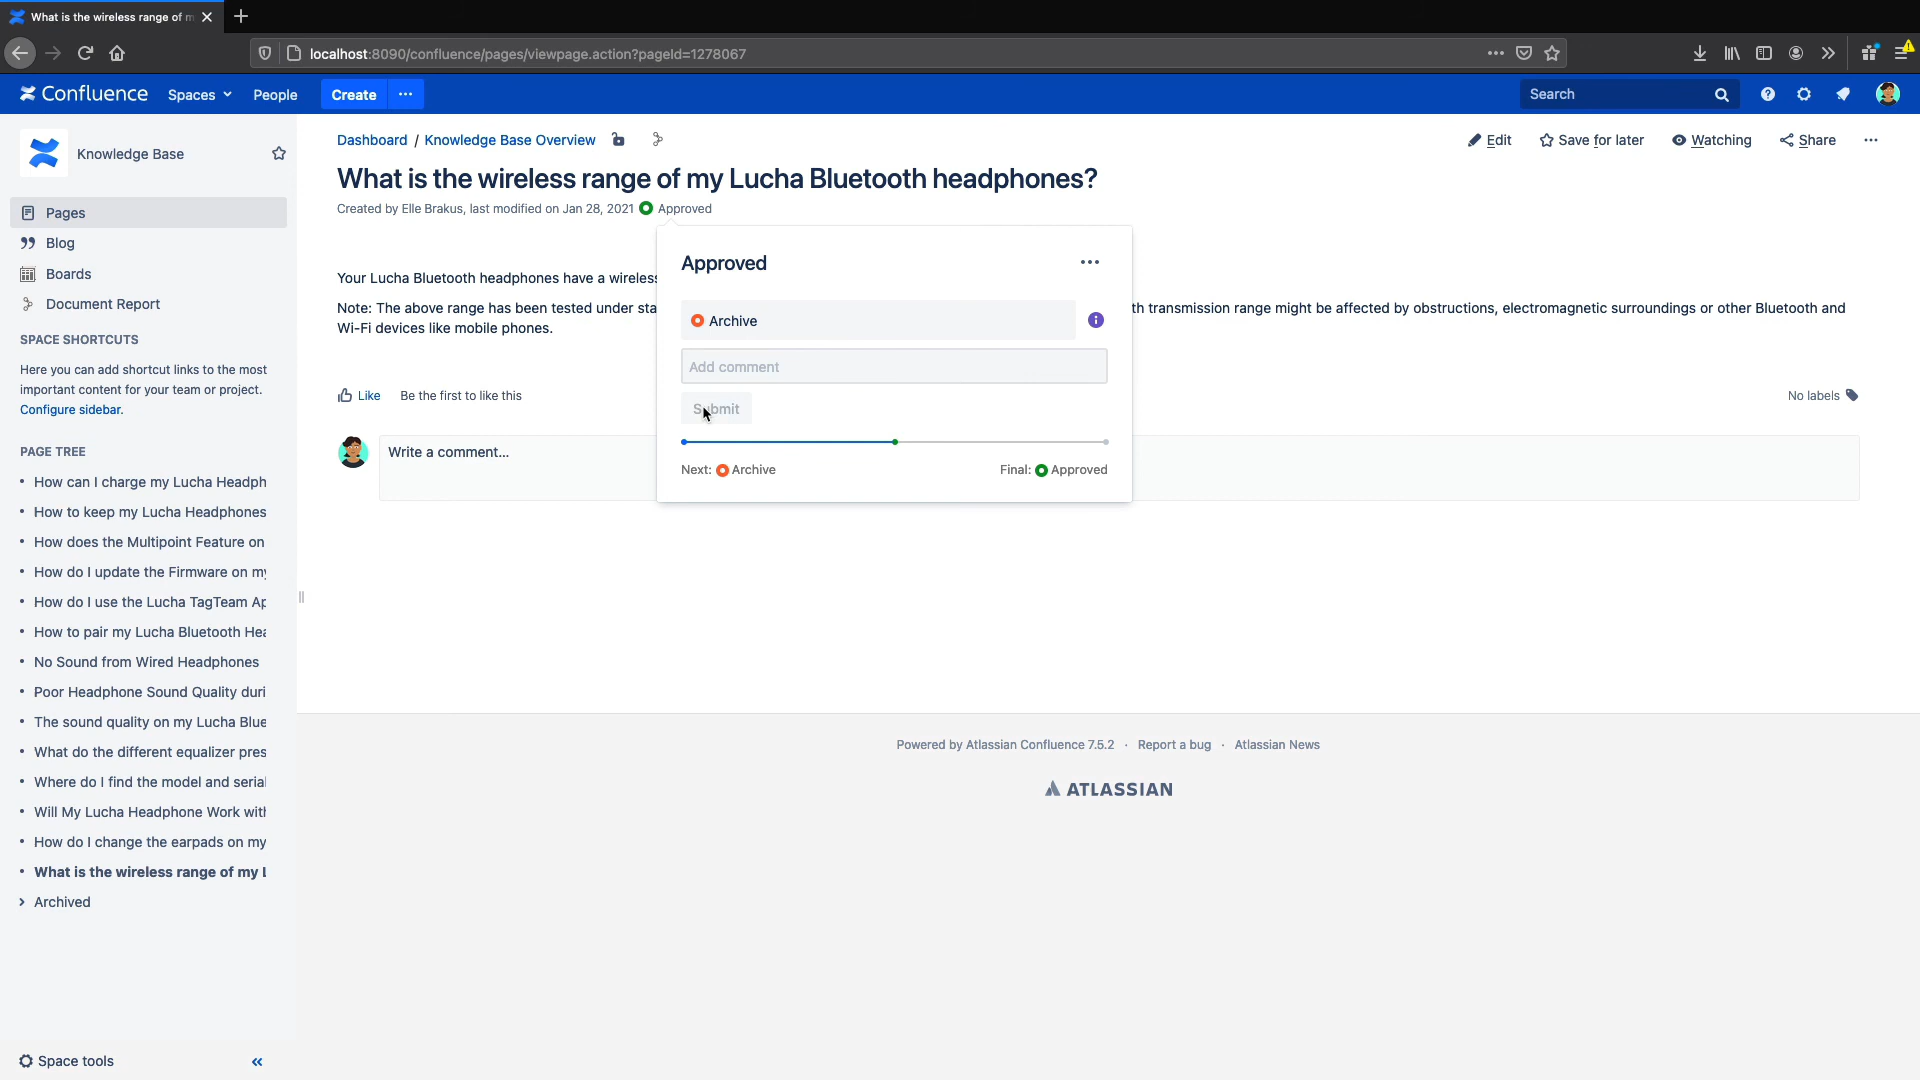 What is the wireless range of m
localhost:8090/confluence/pages/viewpage.action?pageId=1278067
Confluence
Spaces
People
Create
Search
Knowledge Base
Dashboard / Knowledge Base Overview
Edit
Save for later
Watching
Share
What is the wireless range of my Lucha Bluetooth headphones?
Created by Elle Brakus, last modified on Jan 28, 2021 Approved
Pages
Blog
Boards
Document Report
SPACE SHORTCUTS
Here you can add shortcut links to the most
important content for your team or project.
Configure sidebar.
PAGE TREE
• How can I charge my Lucha Headph
• How to keep my Lucha Headphones
• How does the Multipoint Feature on
• How do I update the Firmware on my
• How do I use the Lucha TagTeam Ap
• How to pair my Lucha Bluetooth Hea
• No Sound from Wired Headphones
• Poor Headphone Sound Quality duri
• The sound quality on my Lucha Blue
• What do the different equalizer pres
• Where do I find the model and serial
• Will My Lucha Headphone Work with
• How do I change the earpads on my
• What is the wireless range of my L
Archived
Space tools
Your Lucha Bluetooth headphones have a wireless
Note: The above range has been tested under sta
th transmission range might be affected by obstructions, electromagnetic surroundings or other Bluetooth and
Wi-Fi devices like mobile phones.
Approved
Archive
Add comment
Submit
Next: Archive
Final: Approved
Like
Be the first to like this
No labels
Write a comment...
Powered by Atlassian Confluence 7.5.2 · Report a bug · Atlassian News
ATLASSIAN